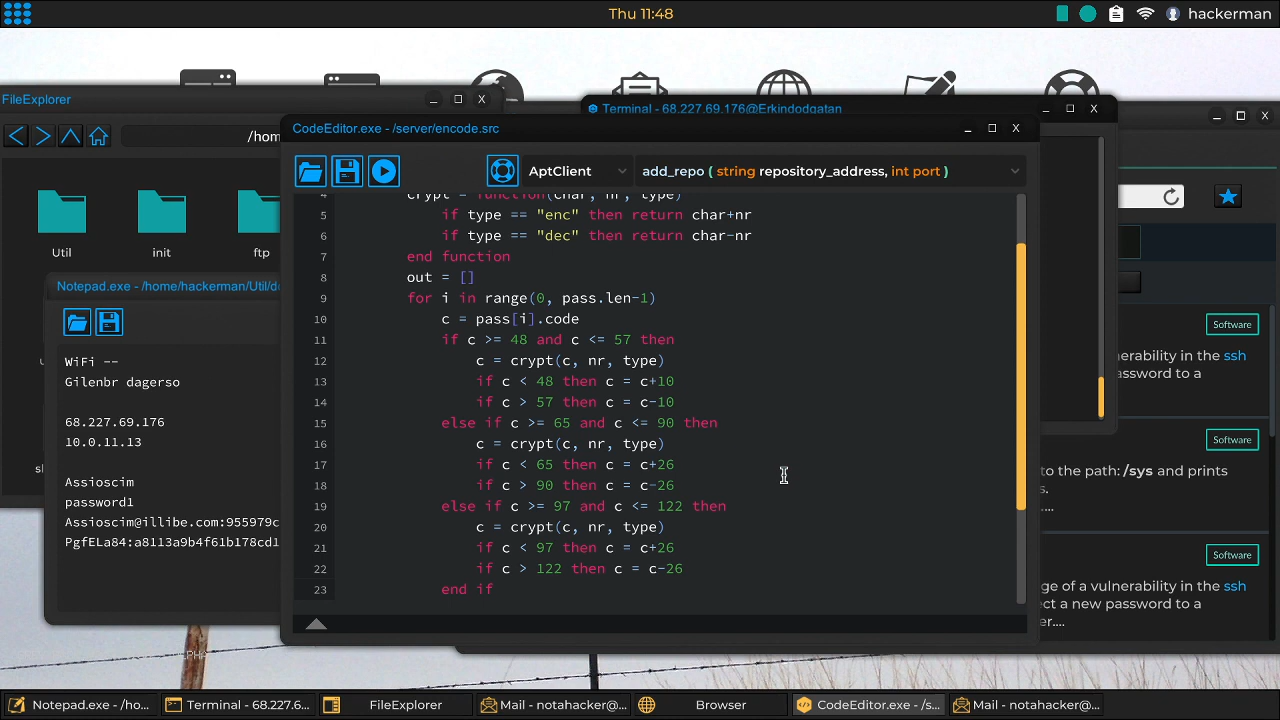 Thu 11:48
hackerman
FileExplorer
/hom
Util
init
ftp
Terminal - 68.227.69.176@Erkindodgatan
Notepad.exe - /home/hackerman/Util/d
WiFi --
Gilenbr dagerso
68.227.69.176
10.0.11.13
Assioscim
password1
Assioscim@illibe.com:955979c
PgfELa84:a8113a9b4f61b178cd1
CodeEditor.exe - /server/encode.src
AptClient
add_repo ( string repository_address, int port )
4 crypt = function(char, nr, type)
5 if type == "enc" then return char+nr
6 if type == "dec" then return char-nr
7 end function
8 out = []
9 for i in range(0, pass.len-1)
10 c = pass[i].code
11 if c >= 48 and c <= 57 then
12 c = crypt(c, nr, type)
13 if c < 48 then c = c+10
14 if c > 57 then c = c-10
15 else if c >= 65 and c <= 90 then
16 c = crypt(c, nr, type)
17 if c < 65 then c = c+26
18 if c > 90 then c = c-26
19 else if c >= 97 and c <= 122 then
20 c = crypt(c, nr, type)
21 if c < 97 then c = c+26
22 if c > 122 then c = c-26
23 end if
Software
nerability in the ssh
assword to a
Software
to the path: /sys and prints
s.
....
Software
ge of a vulnerability in the ssh
ect a new password to a
er....
ALPHA
Notepad.exe - /ho...
Terminal - 68.227.6...
FileExplorer
Mail - notahacker@...
Browser
CodeEditor.exe - /s...
Mail - notahacker@...